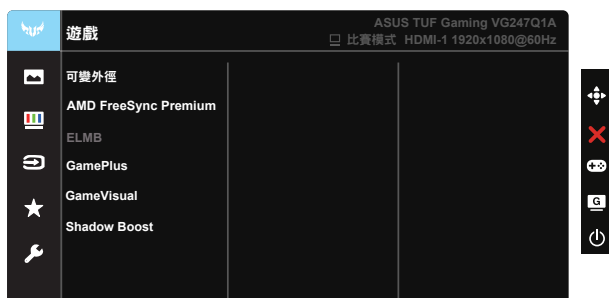 ASUS TUF Gaming VG247Q1A
遊戲
比賽模式 HDMI-1 1920x1080@60Hz
可變外徑
AMD FreeSync Premium
ELMB
GamePlus
GameVisual
Shadow Boost
G